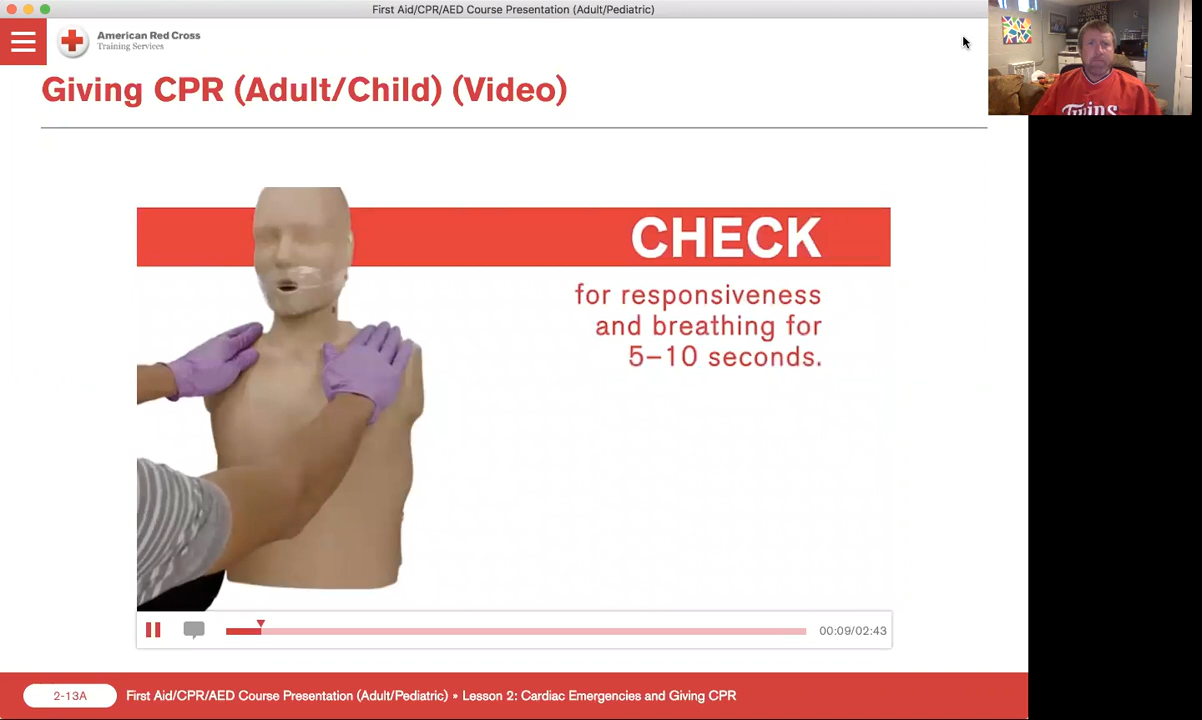 First Aid/CPR/AED Course Presentation (Adult/Pediatric)
American Red Cross
Training Services
Giving CPR (Adult/Child) (Video)
Twins
CHECK
for responsiveness
and breathing for
5–10 seconds.
00:09/02:43
2-13A
First Aid/CPR/AED Course Presentation (Adult/Pediatric) » Lesson 2: Cardiac Emergencies and Giving CPR